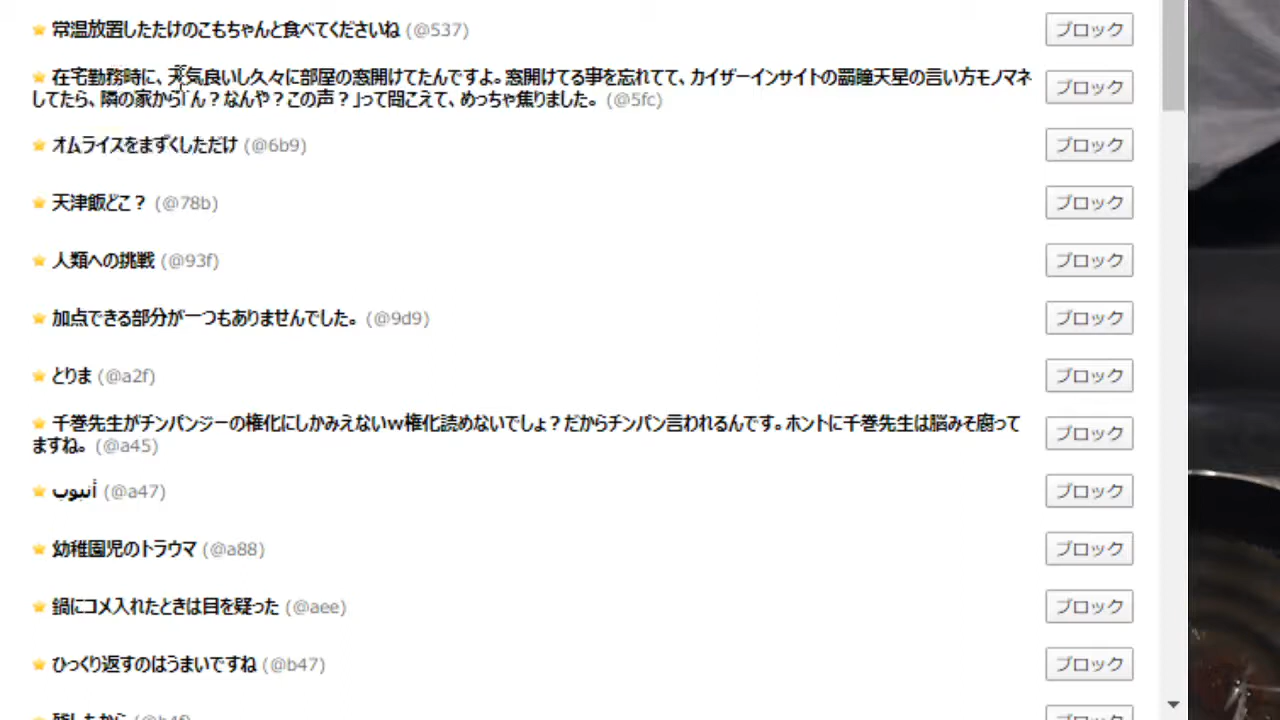 常温放置したたけのこもちゃんと食べてくださいね (@537)
ブロック
在宅勤務時に、天気良いし久々に部屋の窓開けてたんですよ。窓開けてる事を忘れてて、カイザーインサイトの覇瞳天星の言い方モノマネ
してたら、隣の家から「ん？なんや？この声？」って聞こえて、めっちゃ焦りました。 (@5fc)
ブロック
オムライスをまずくしただけ (@6b9)
ブロック
天津飯どこ？ (@78b)
ブロック
人類への挑戦 (@93f)
ブロック
加点できる部分が一つもありませんでした。 (@9d9)
ブロック
とりま (@a2f)
ブロック
千巻先生がチンパンジーの権化にしかみえないw権化読めないでしょ？だからチンパン言われるんです。ホントに千巻先生は脳みそ腐って
ますね。 (@a45)
ブロック
أنبوب (@a47)
ブロック
幼稚園児のトラウマ (@a88)
ブロック
鍋にコメ入れたときは目を疑った (@aee)
ブロック
ひっくり返すのはうまいですね (@b47)
ブロック